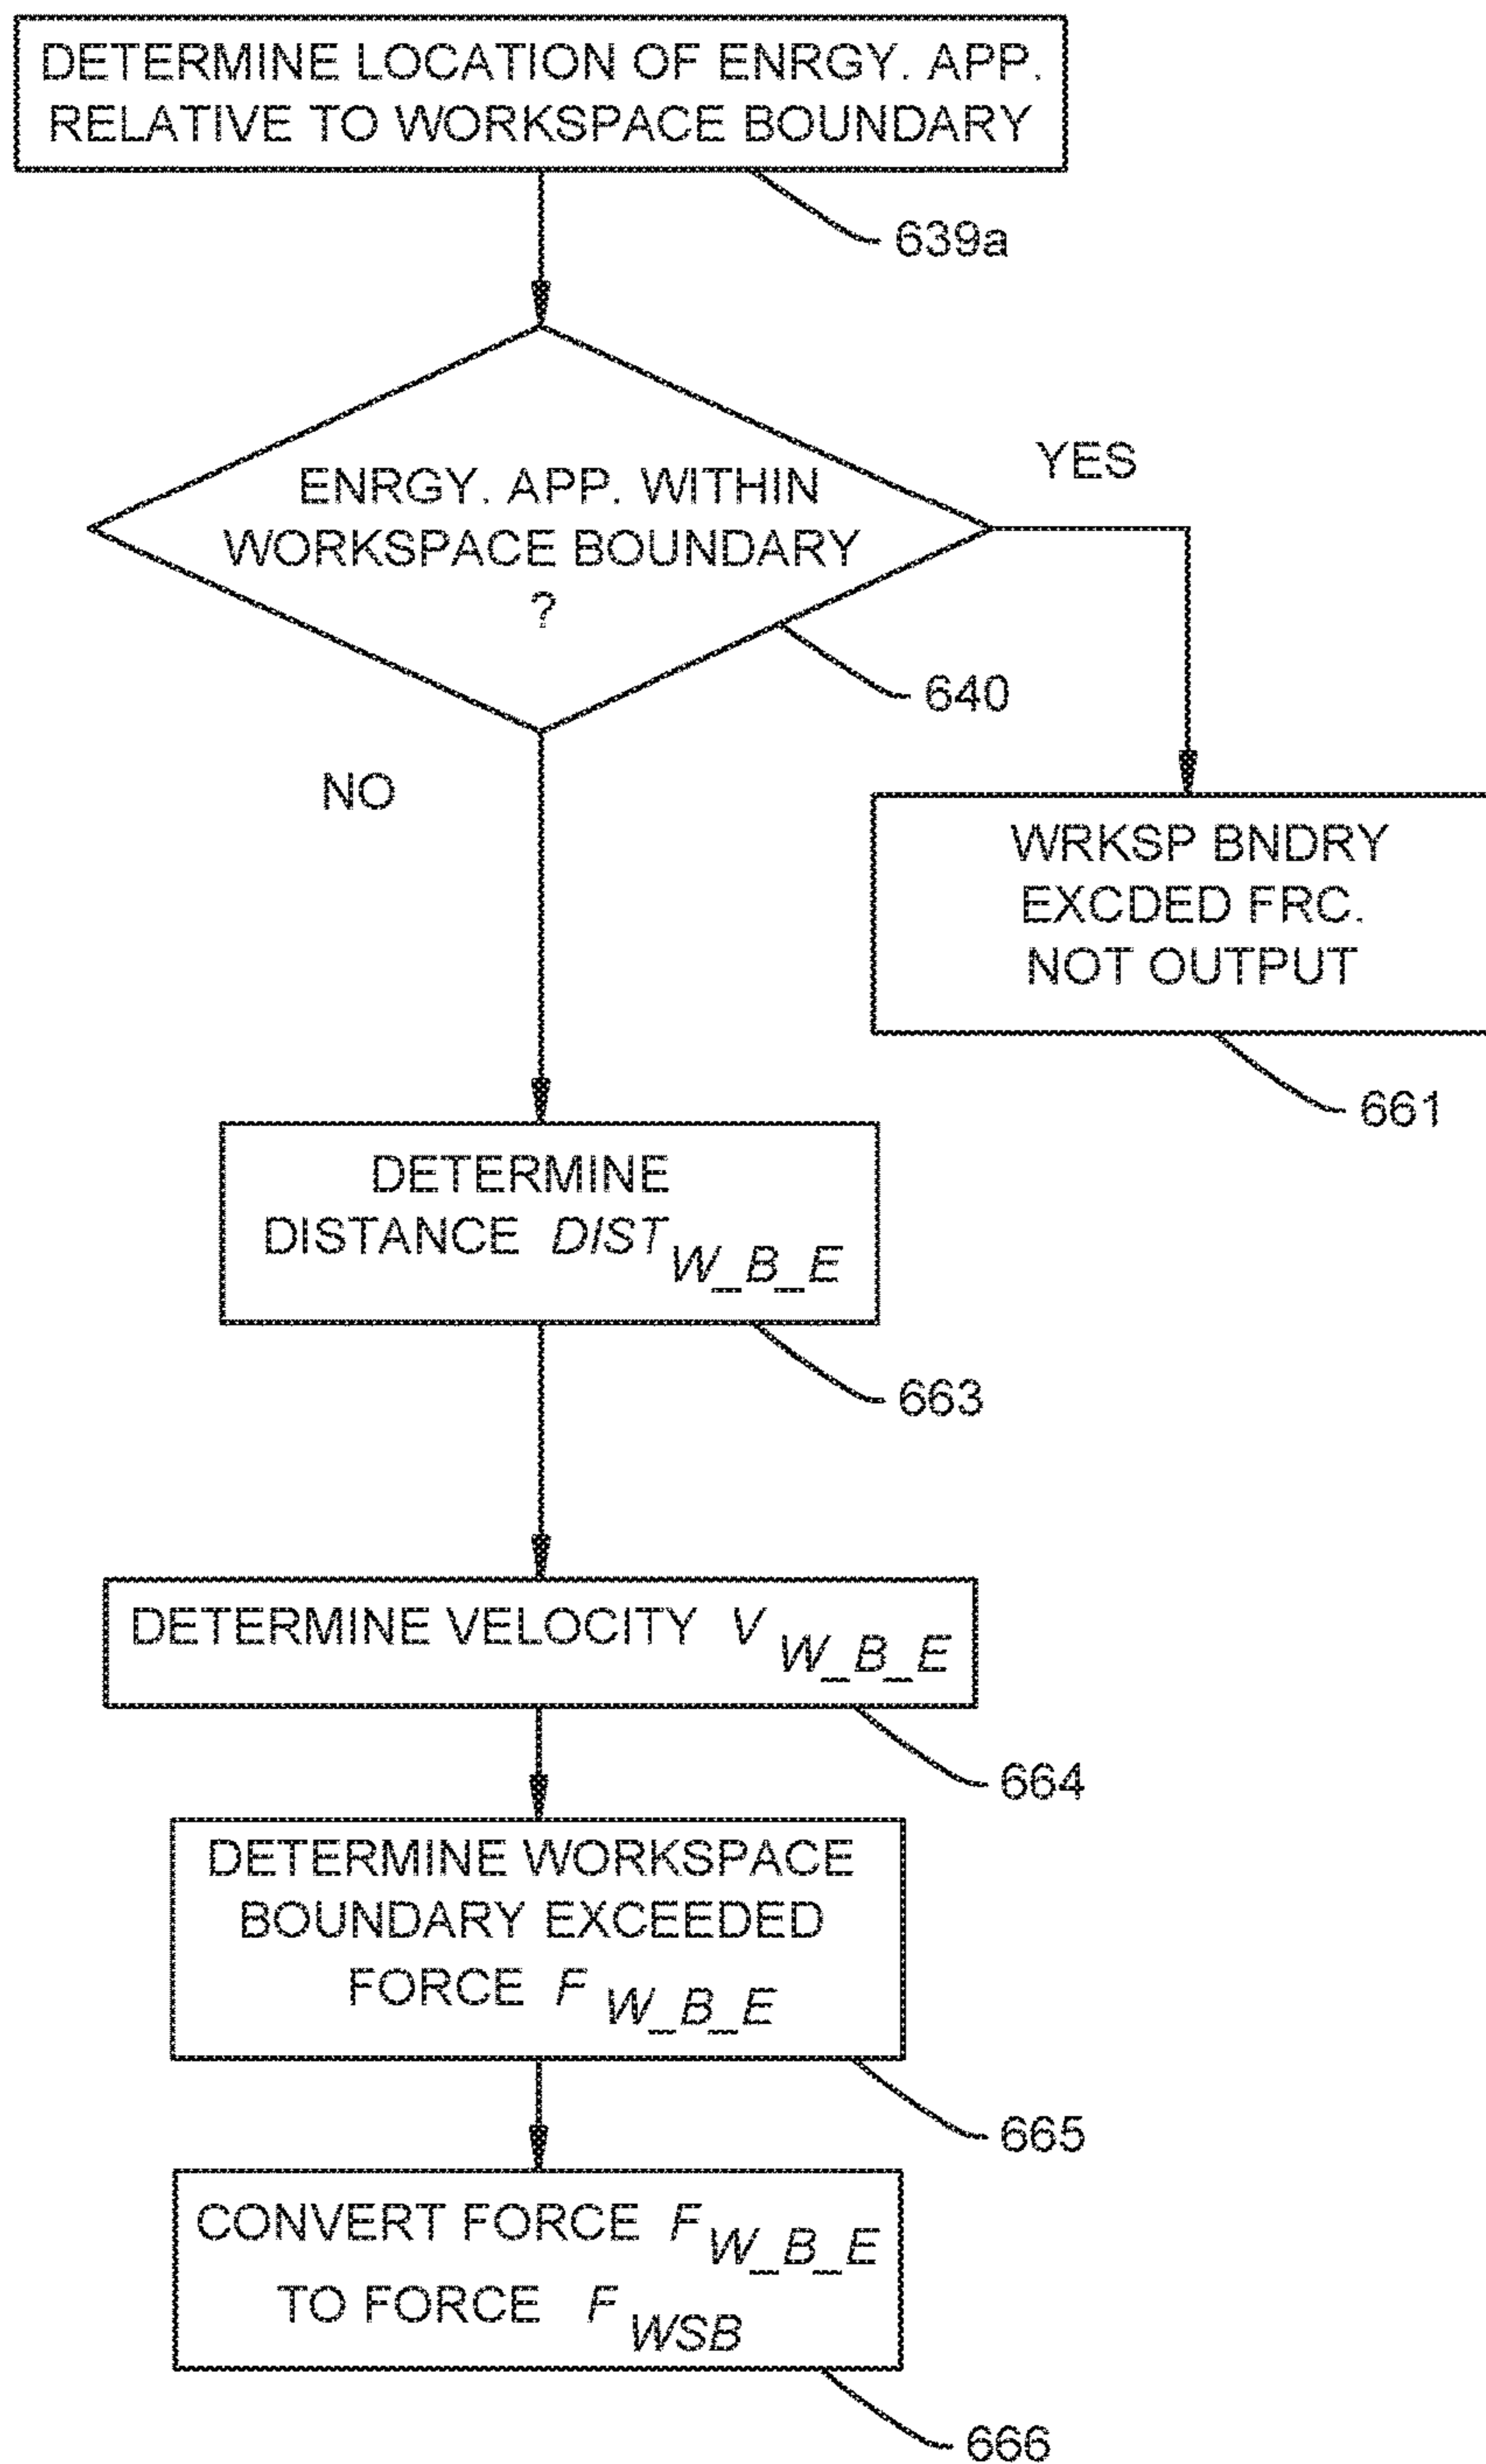 DETERMINE LOCATION OF ENRGY. APP.
RELATIVE TO WORKSPACE BOUNDARY
639a
ENRGY. APP. WITHIN
WORKSPACE BOUNDARY
?
YES
640
NO
WRKSP BNDRY
EXCDED FRC.
NOT OUTPUT
661
DETERMINE
DISTANCE DIST W_B_E
663
DETERMINE VELOCITY V W_B_E
664
DETERMINE WORKSPACE
BOUNDARY EXCEEDED
FORCE F W_B_E
665
CONVERT FORCE F W_B_E
TO FORCE F WSB
666